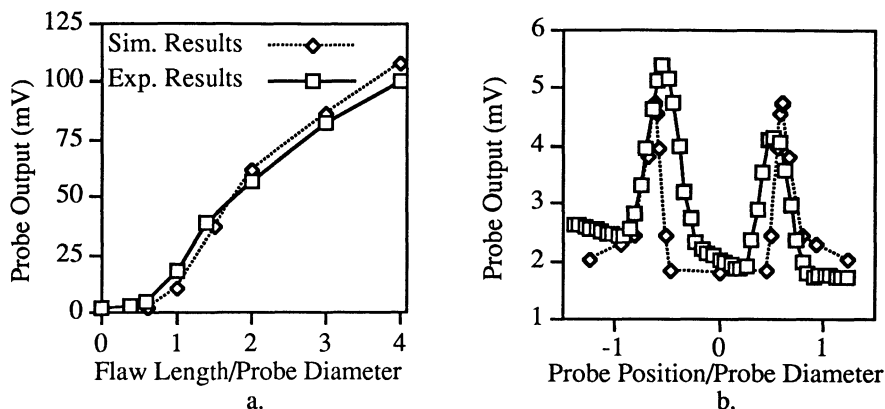 125
100
75
50
25
0
Probe Output (mV)
Sim. Results
Exp. Results
0 1 2 3 4
Flaw Length/Probe Diameter
a.
6
5
4
3
2
1
Probe Output (mV)
-1 0 1
Probe Position/Probe Diameter
b.